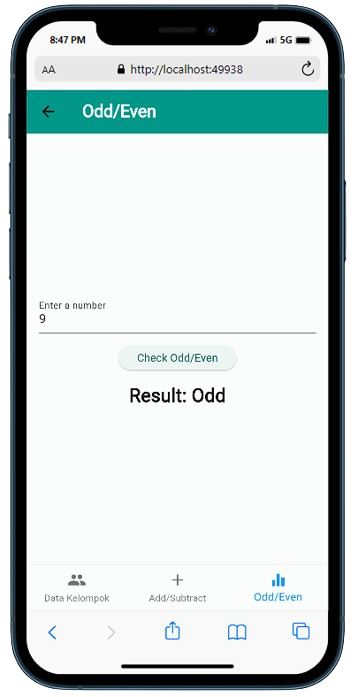 8:47 PM 5G
AA http://localhost:49938
Odd/Even
Enter a number
9
Check Odd/Even
Result: Odd
Data Kelompok Add/Subtract Odd/Even